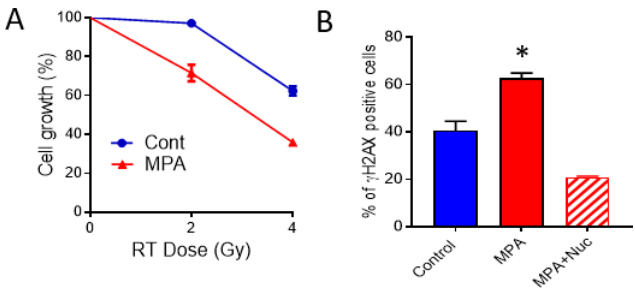 A
Cell growth (%)
100
80
60
40
20
0
Cont
MPA
0
2
4
RT Dose (Gy)
B
% of γH2AX positive cells
80
60
40
20
0
*
Control
MPA
MPA+Nuc